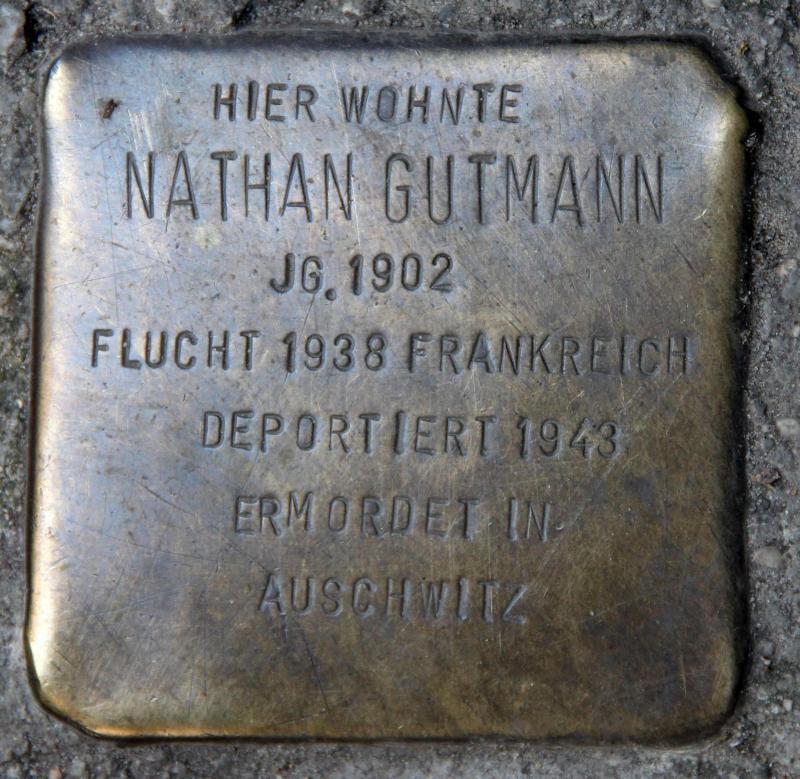 HIER WOHNTE
NATHAN GUTMANN
JG. 1902
FLUCHT 1938 FRANKREICH
DEPORTIERT 1943
ERMORDET IN
AUSCHWITZ